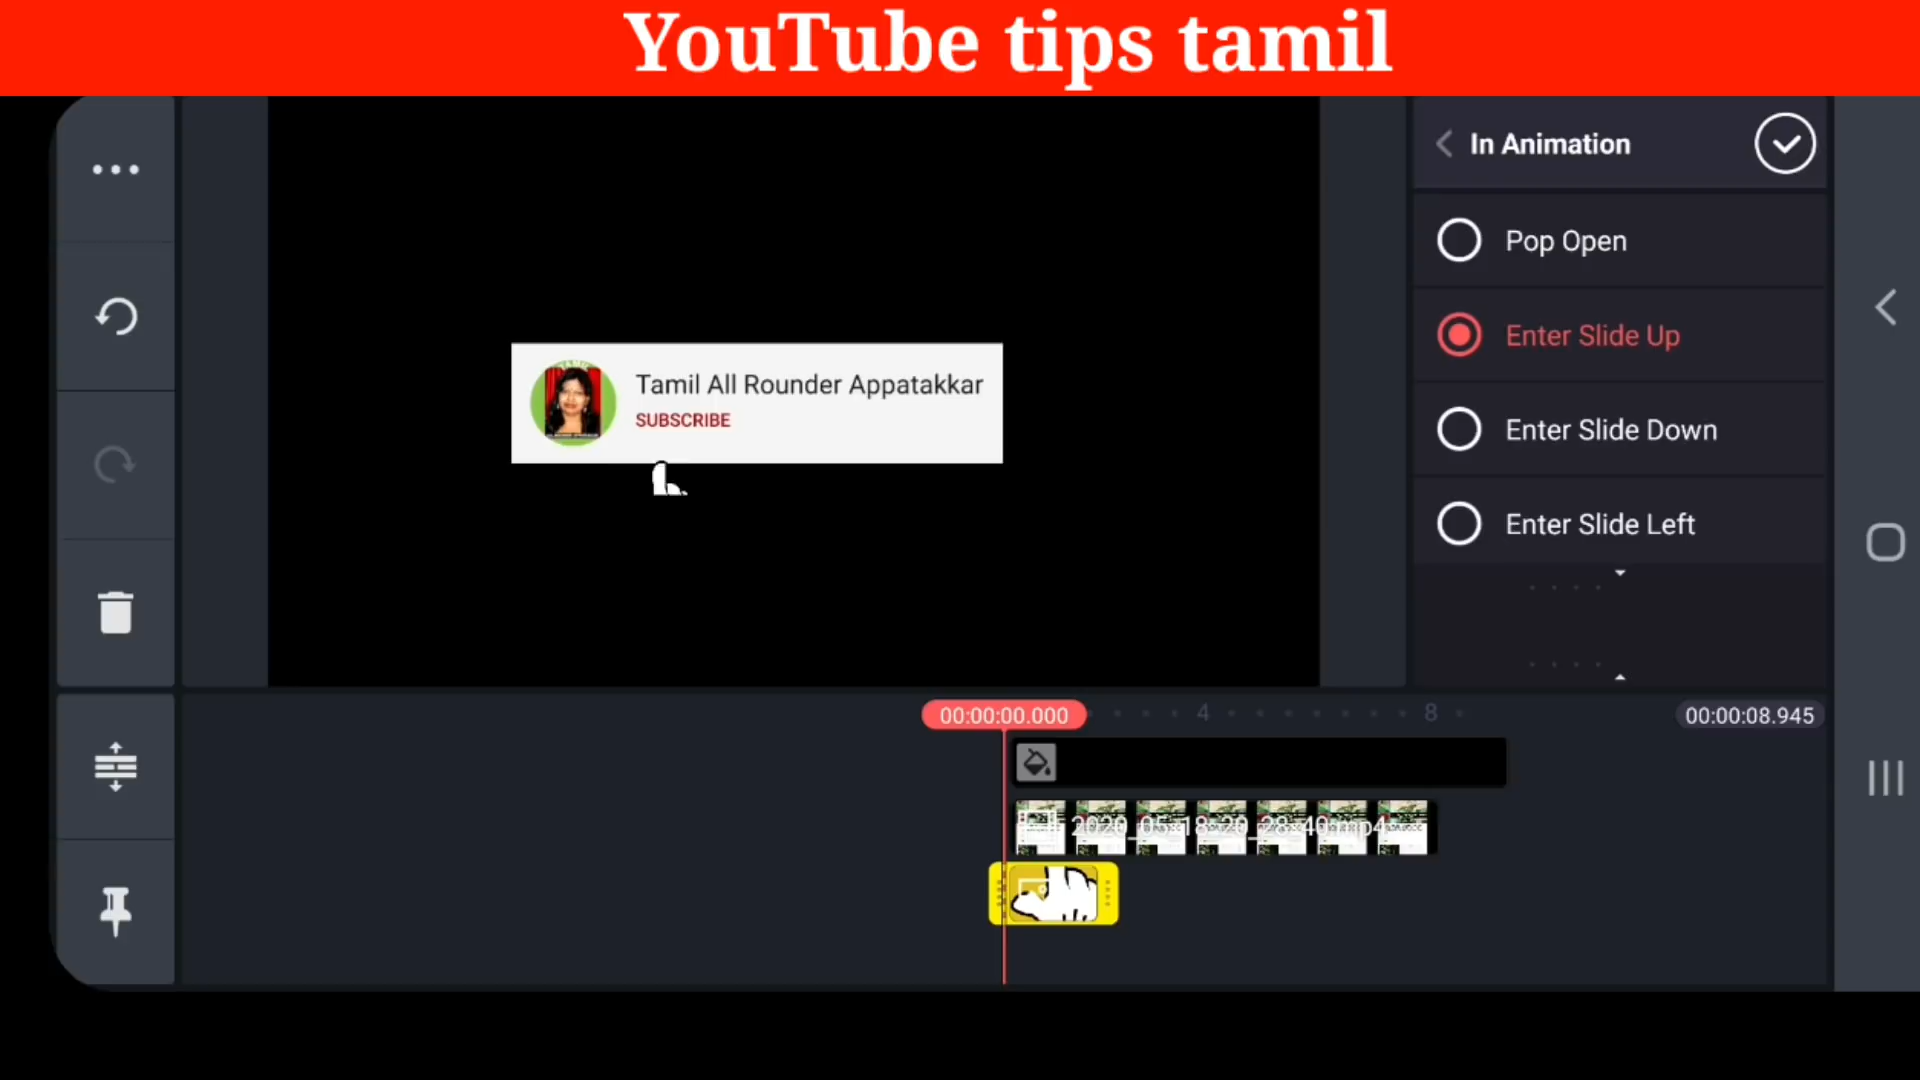 YouTube tips tamil
In Animation
Pop Open
Enter Slide Up
Enter Slide Down
Enter Slide Left
Tamil All Rounder Appatakkar
SUBSCRIBE
00:00:00.000
4
8
00:00:08.945